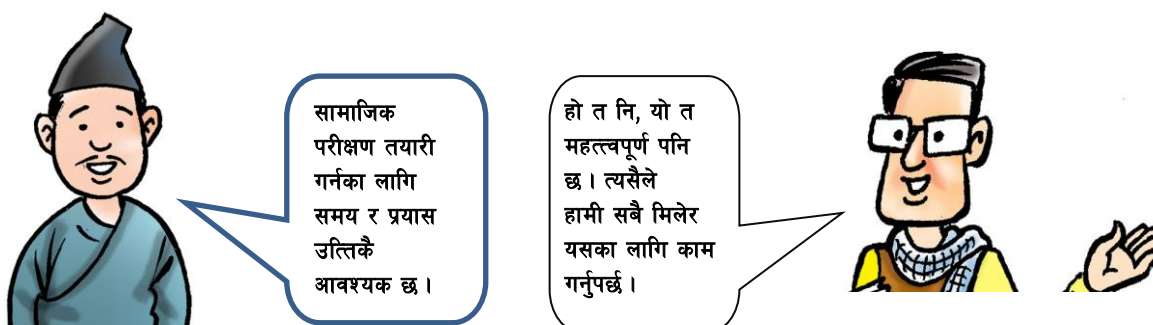 सामाजिक
परीक्षण तयारी
गर्नका लागि
समय र प्रयास
उत्तिकै
आवश्यक छ ।
हो त नि, यो त
महत्त्वपूर्ण पनि
छ । त्यसैले
हामी सबै मिलेर
यसका लागि काम
गर्नुपर्छ ।